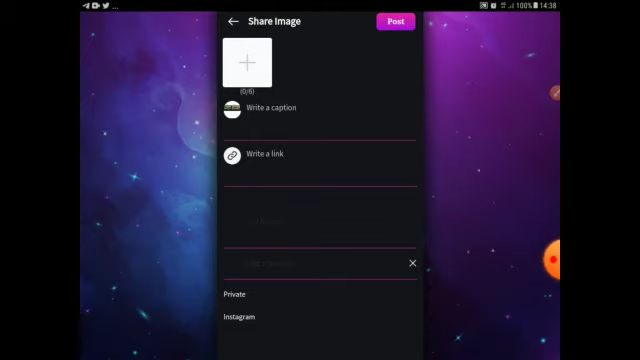 ... 100% 14:38
Share Image
Post
(0/6)
Write a caption
Write a link
Private
Instagram